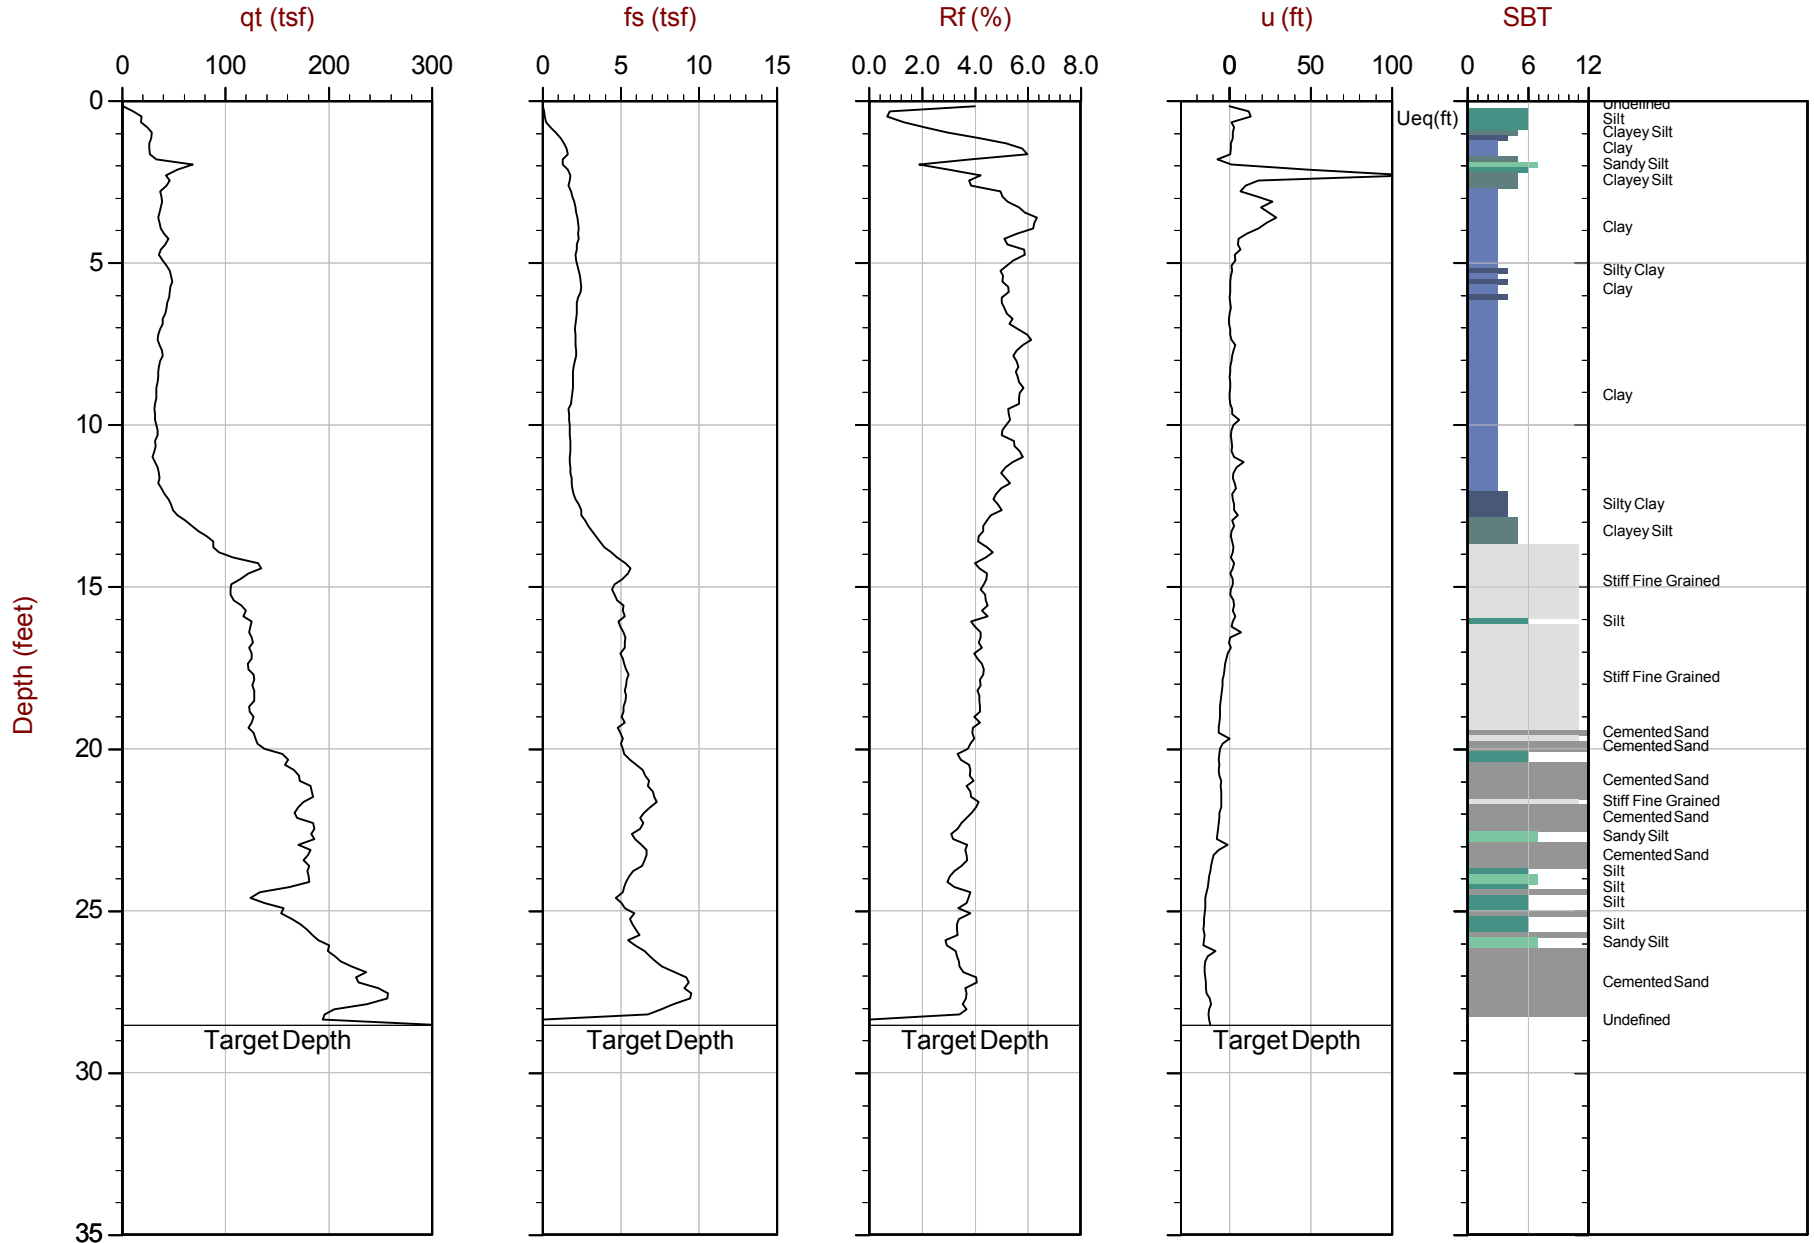 qt (tsf) fs (tsf) Rf (%) u (ft) SBT
0 100 200 300 0 5 10 15 0.0 2.0 4.0 6.0 8.0 0 50 100 0 6 12
0
Undefined
Ueq(ft)
Silt
Clayey Silt
Clay
Sandy Silt
Clayey Silt
Clay
5
Silty Clay
Clay
Clay
10
Silty Clay
Clayey Silt
Stiff Fine Grained
15
Silt
Depth (feet)
Stiff Fine Grained
Cemented Sand
Cemented Sand
20
Cemented Sand
Stiff Fine Grained
Cemented Sand
Sandy Silt
Cemented Sand
Silt
Silt
Silt
25
Silt
Sandy Silt
Cemented Sand
Undefined
Target Depth Target Depth Target Depth Target Depth
30
35